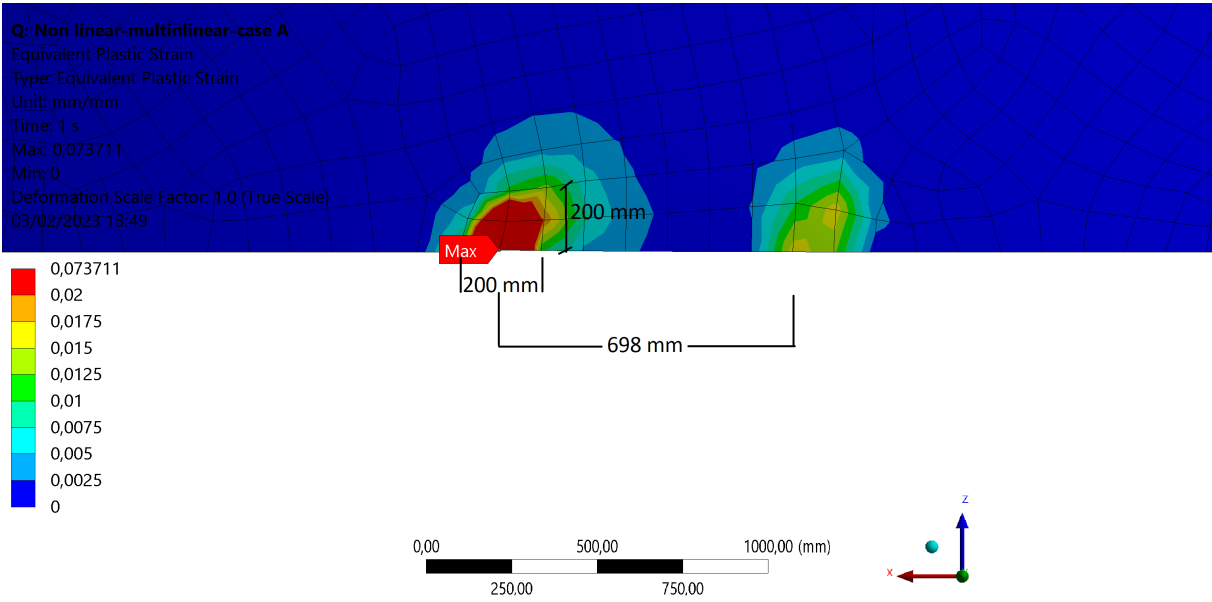 Q: Non linear-multinlinear-case A
Equivalent Plastic Strain
Type: Equivalent Plastic Strain
Unit: mm/mm
Time: 1 s
Max: 0.073711
Min: 0
Deformation Scale Factor: 1.0 (True Scale)
03/02/2023 13:49
200 mm
Max
200 mm
698 mm
0,073711
0,02
0,0175
0,015
0,0125
0,01
0,0075
0,005
0,0025
0
0,00 500,00 1000,00 (mm)
250,00 750,00
Z
X